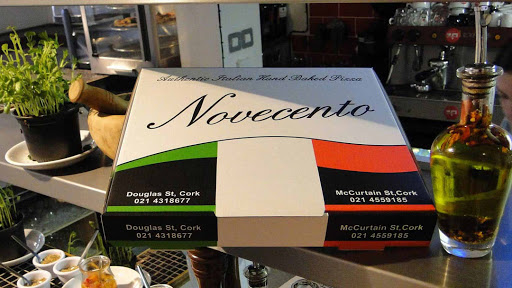 Authentic Italian Hand Baked Pizza
Novecento
Douglas St, Cork
021 4318677
McCurtain St,Cork
021 4559185
Douglas St, Cork
021 4318677
McCurtain St,Cork
021 4559185